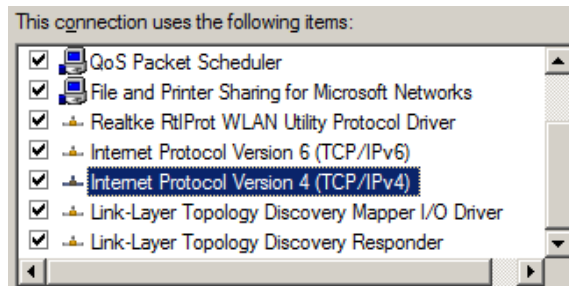 This connection uses the following items:
QoS Packet Scheduler
File and Printer Sharing for Microsoft Networks
Realtke RtlProt WLAN Utility Protocol Driver
Internet Protocol Version 6 (TCP/IPv6)
Internet Protocol Version 4 (TCP/IPv4)
Link-Layer Topology Discovery Mapper I/O Driver
Link-Layer Topology Discovery Responder